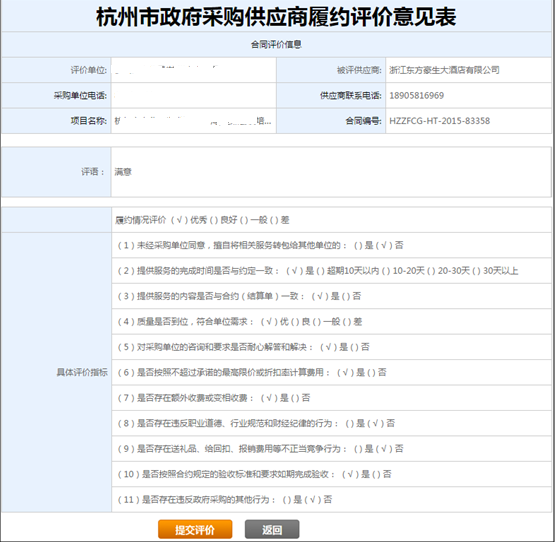 杭州市政府采购供应商履约评价意见表
合同评价信息
评价单位: 被评供应商: 浙江东方豪生大酒店有限公司
采购单位电话: 供应商联系电话: 18905816969
项目名称: 合同编号: HZZFCG-HT-2015-83358
评语： 满意
履约情况评价（√）优秀（）良好（）一般（）差
具体评价指标
（1）未经采购单位同意，擅自将相关服务转包给其他单位的：（）是（√）否
（2）提供服务的完成时间是否与约定一致：（√）是（）超期10天以内（）10-20天（）20-30天（）30天以上
（3）提供服务的内容是否与合约（结算单）一致：（√）是（）否
（4）质量是否到位，符合单位需求：（√）优（）良（）一般（）差
（5）对采购单位的咨询和要求是否耐心解答和解决：（√）是（）否
（6）是否按照不超过承诺的最高限价或折扣率计算费用：（√）是（）否
（7）是否存在额外收费或变相收费：（√）是（）否
（8）是否存在违反职业道德、行业规范和财经纪律的行为：（）是（√）否
（9）是否存在送礼品、给回扣、报销费用等不正当竞争行为：（）是（√）否
（10）是否按照合约规定的验收标准和要求如期完成验收：（√）是（）否
（11）是否存在违反政府采购的其他行为：（）是（√）否
提交评价 返回